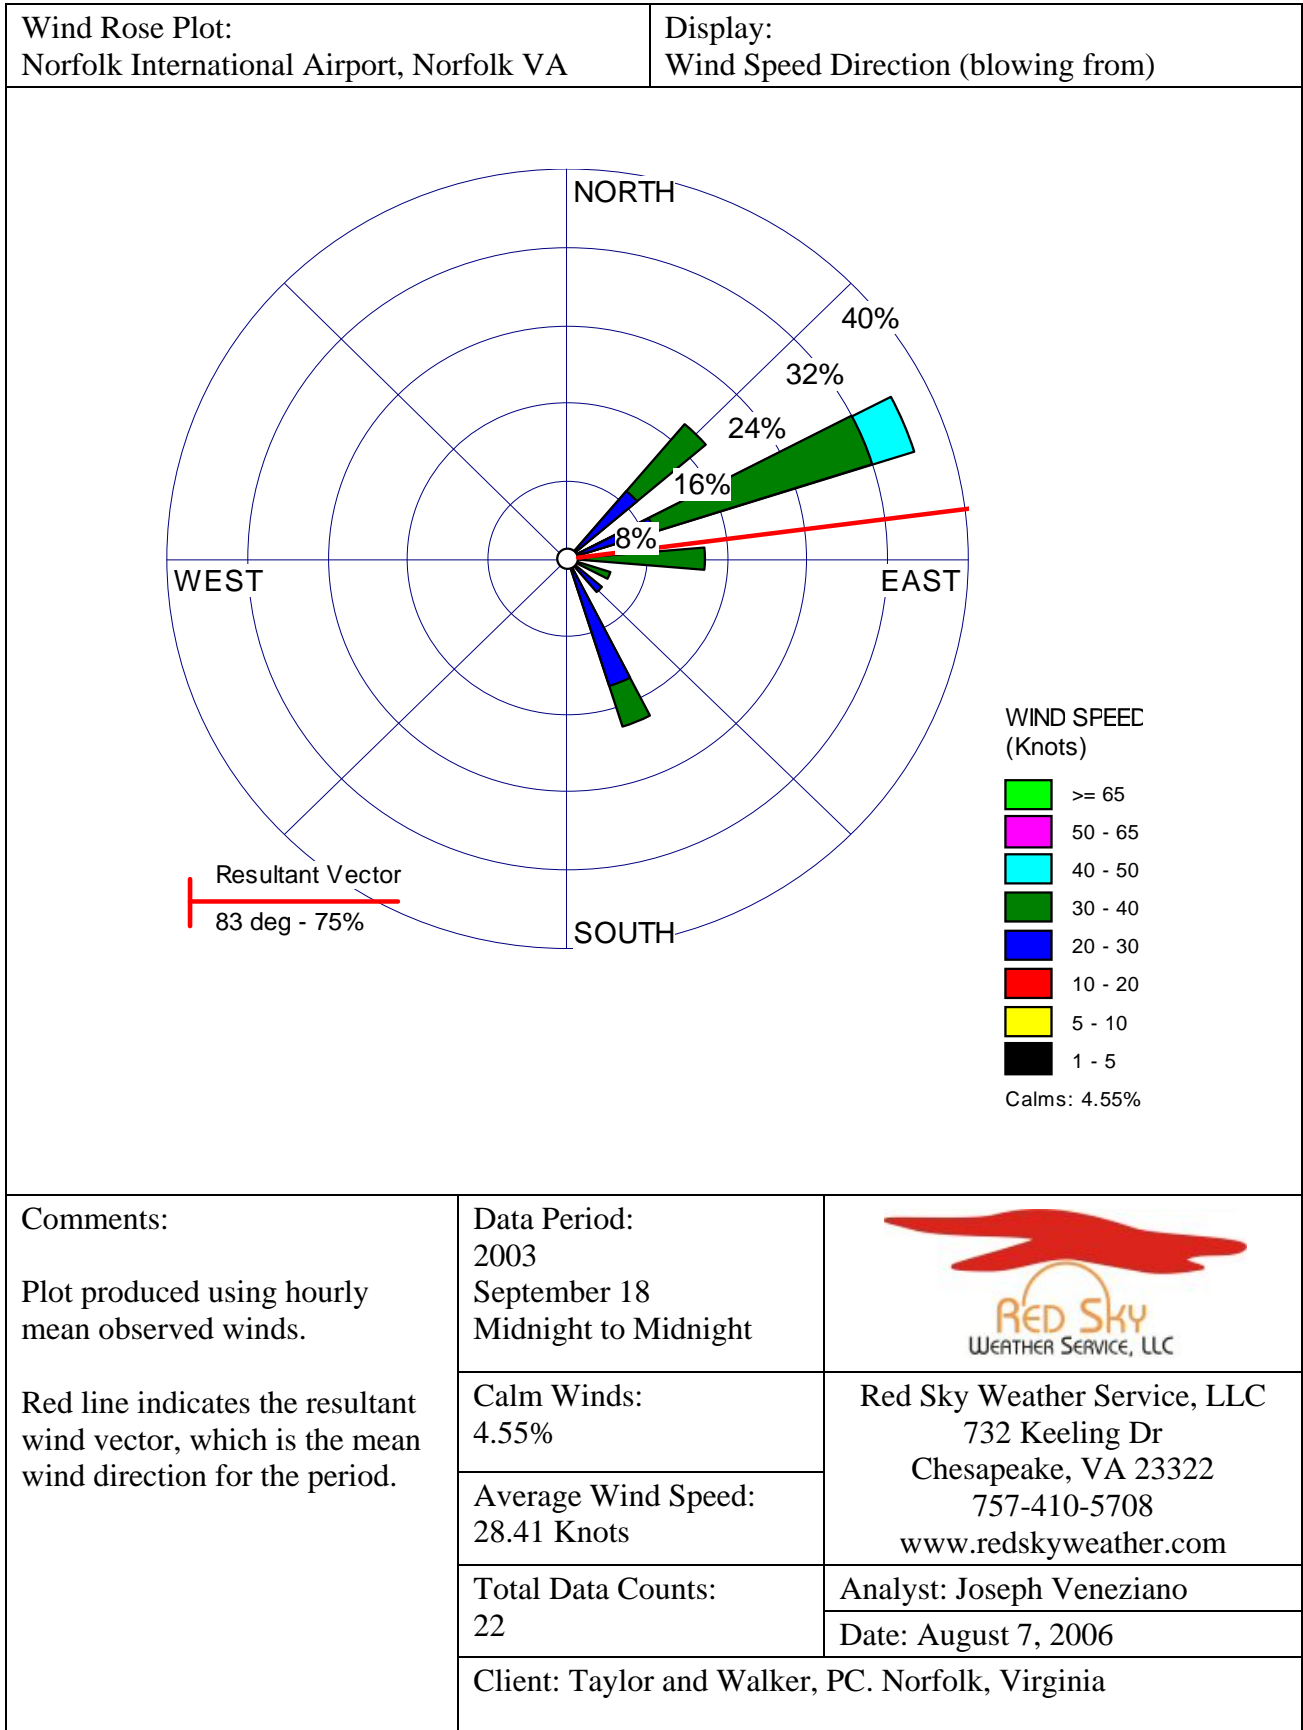 Wind Rose Plot:
Norfolk International Airport, Norfolk VA
Display:
Wind Speed Direction (blowing from)
NORTH
40%
32%
24%
16%
8%
WEST
EAST
SOUTH
Resultant Vector
83 deg - 75%
WIND SPEED
(Knots)
>= 65
50 - 65
40 - 50
30 - 40
20 - 30
10 - 20
5 - 10
1 - 5
Calms: 4.55%
Comments:
Plot produced using hourly
mean observed winds.
Red line indicates the resultant
wind vector, which is the mean
wind direction for the period.
Data Period:
2003
September 18
Midnight to Midnight
Calm Winds:
4.55%
Average Wind Speed:
28.41 Knots
Total Data Counts:
22
RED SKY
WEATHER SERVICE, LLC
Red Sky Weather Service, LLC
732 Keeling Dr
Chesapeake, VA 23322
757-410-5708
www.redskyweather.com
Analyst: Joseph Veneziano
Date: August 7, 2006
Client: Taylor and Walker, PC. Norfolk, Virginia